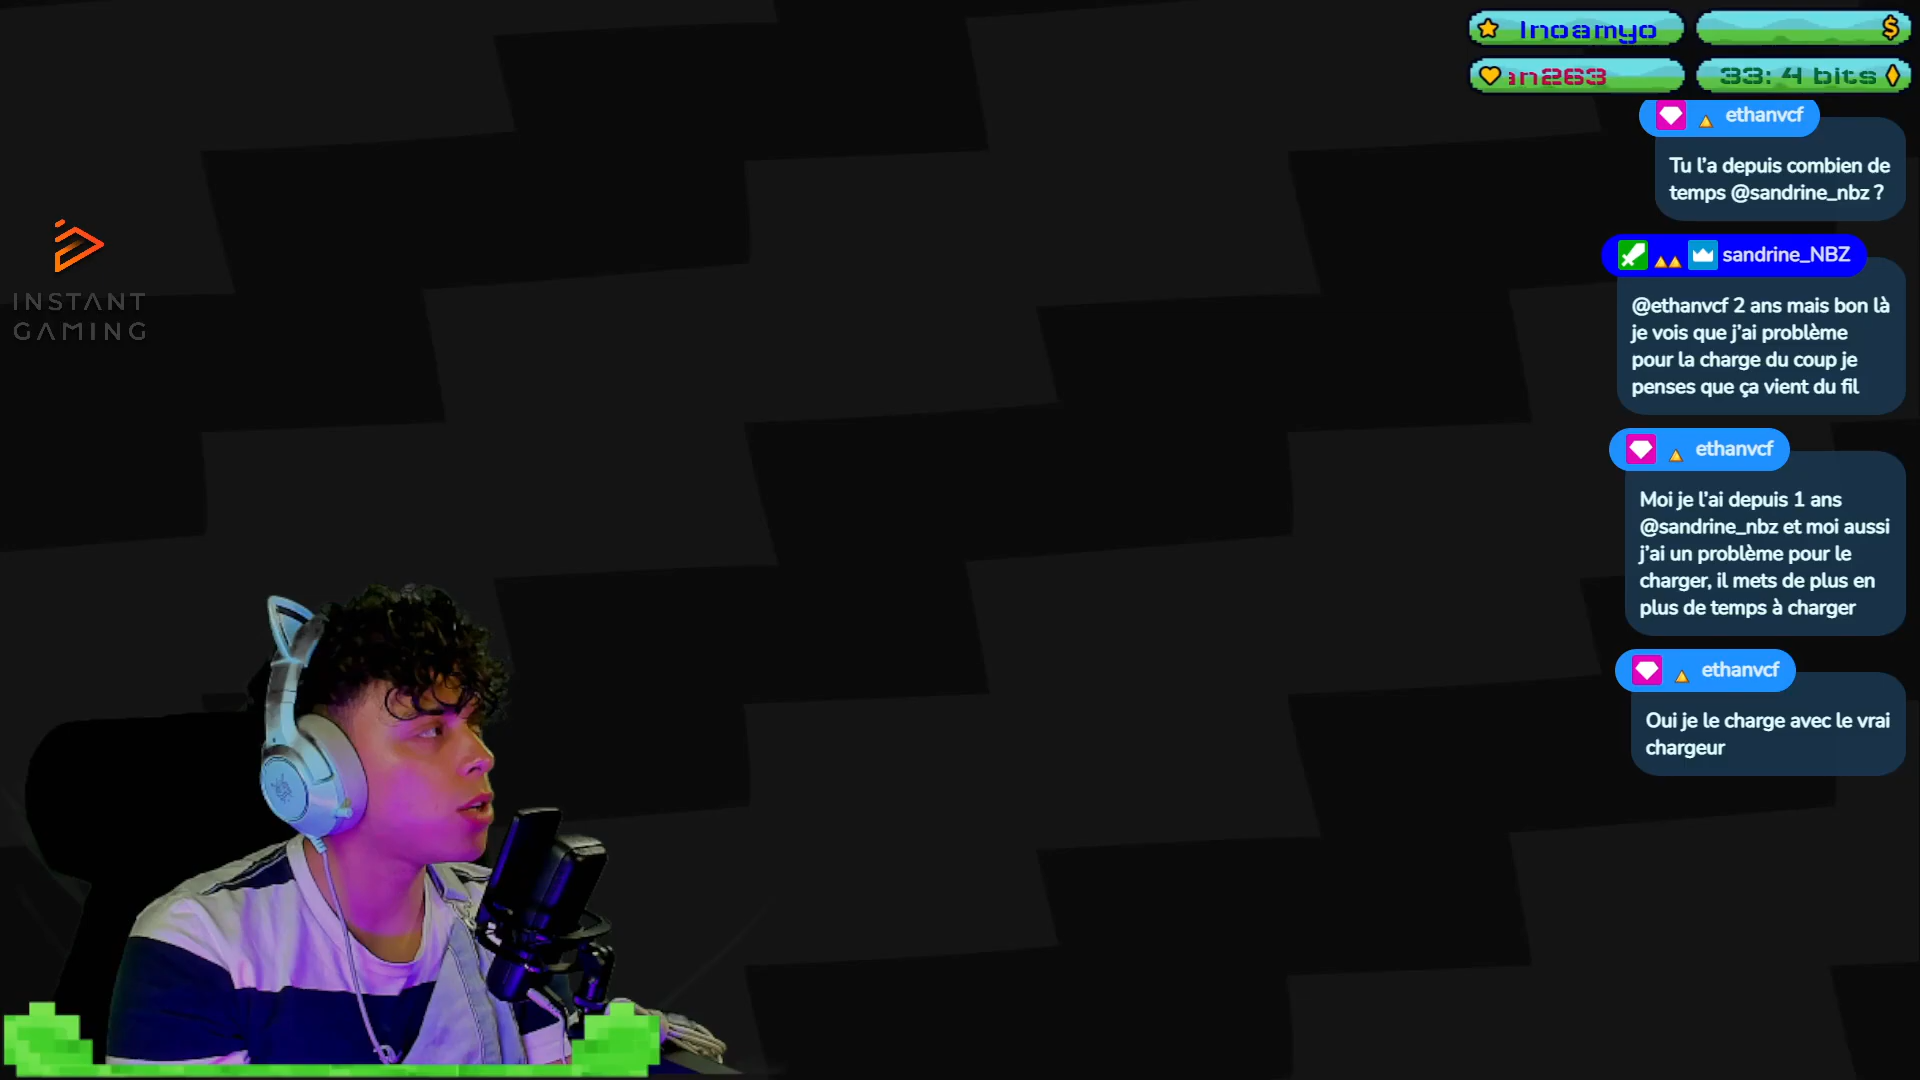 Inoamyo
$
an263
33: 4 bits
ethanvcf
Tu l'a depuis combien de
temps @sandrine_nbz ?
sandrine_NBZ
@ethanvcf 2 ans mais bon là
je vois que j'ai problème
pour la charge du coup je
penses que ça vient du fil
ethanvcf
Moi je l'ai depuis 1 ans
@sandrine_nbz et moi aussi
j'ai un problème pour le
charger, il mets de plus en
plus de temps à charger
ethanvcf
Oui je le charge avec le vrai
chargeur
INSTANT
GAMING